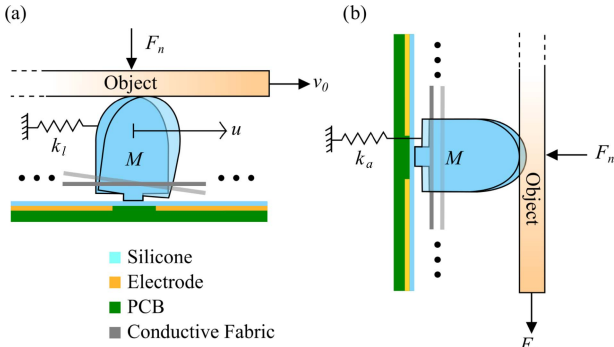 (a)
F_n
Object
v_0
k_l
u
M
Silicone
Electrode
PCB
Conductive Fabric
(b)
k_a
M
F_n
Object
F